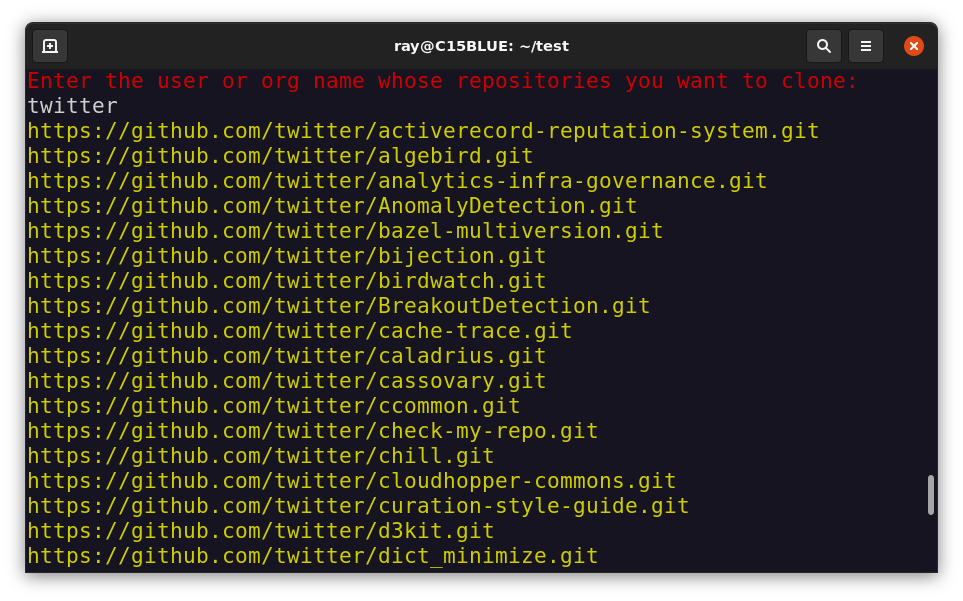 ray@C15BLUE: ~/test
Enter the user or org name whose repositories you want to clone:
twitter
https://github.com/twitter/activerecord-reputation-system.git
https://github.com/twitter/algebird.git
https://github.com/twitter/analytics-infra-governance.git
https://github.com/twitter/AnomalyDetection.git
https://github.com/twitter/bazel-multiversion.git
https://github.com/twitter/bijection.git
https://github.com/twitter/birdwatch.git
https://github.com/twitter/BreakoutDetection.git
https://github.com/twitter/cache-trace.git
https://github.com/twitter/caladrius.git
https://github.com/twitter/cassovary.git
https://github.com/twitter/ccommon.git
https://github.com/twitter/check-my-repo.git
https://github.com/twitter/chill.git
https://github.com/twitter/cloudhopper-commons.git
https://github.com/twitter/curation-style-guide.git
https://github.com/twitter/d3kit.git
https://github.com/twitter/dict_minimize.git